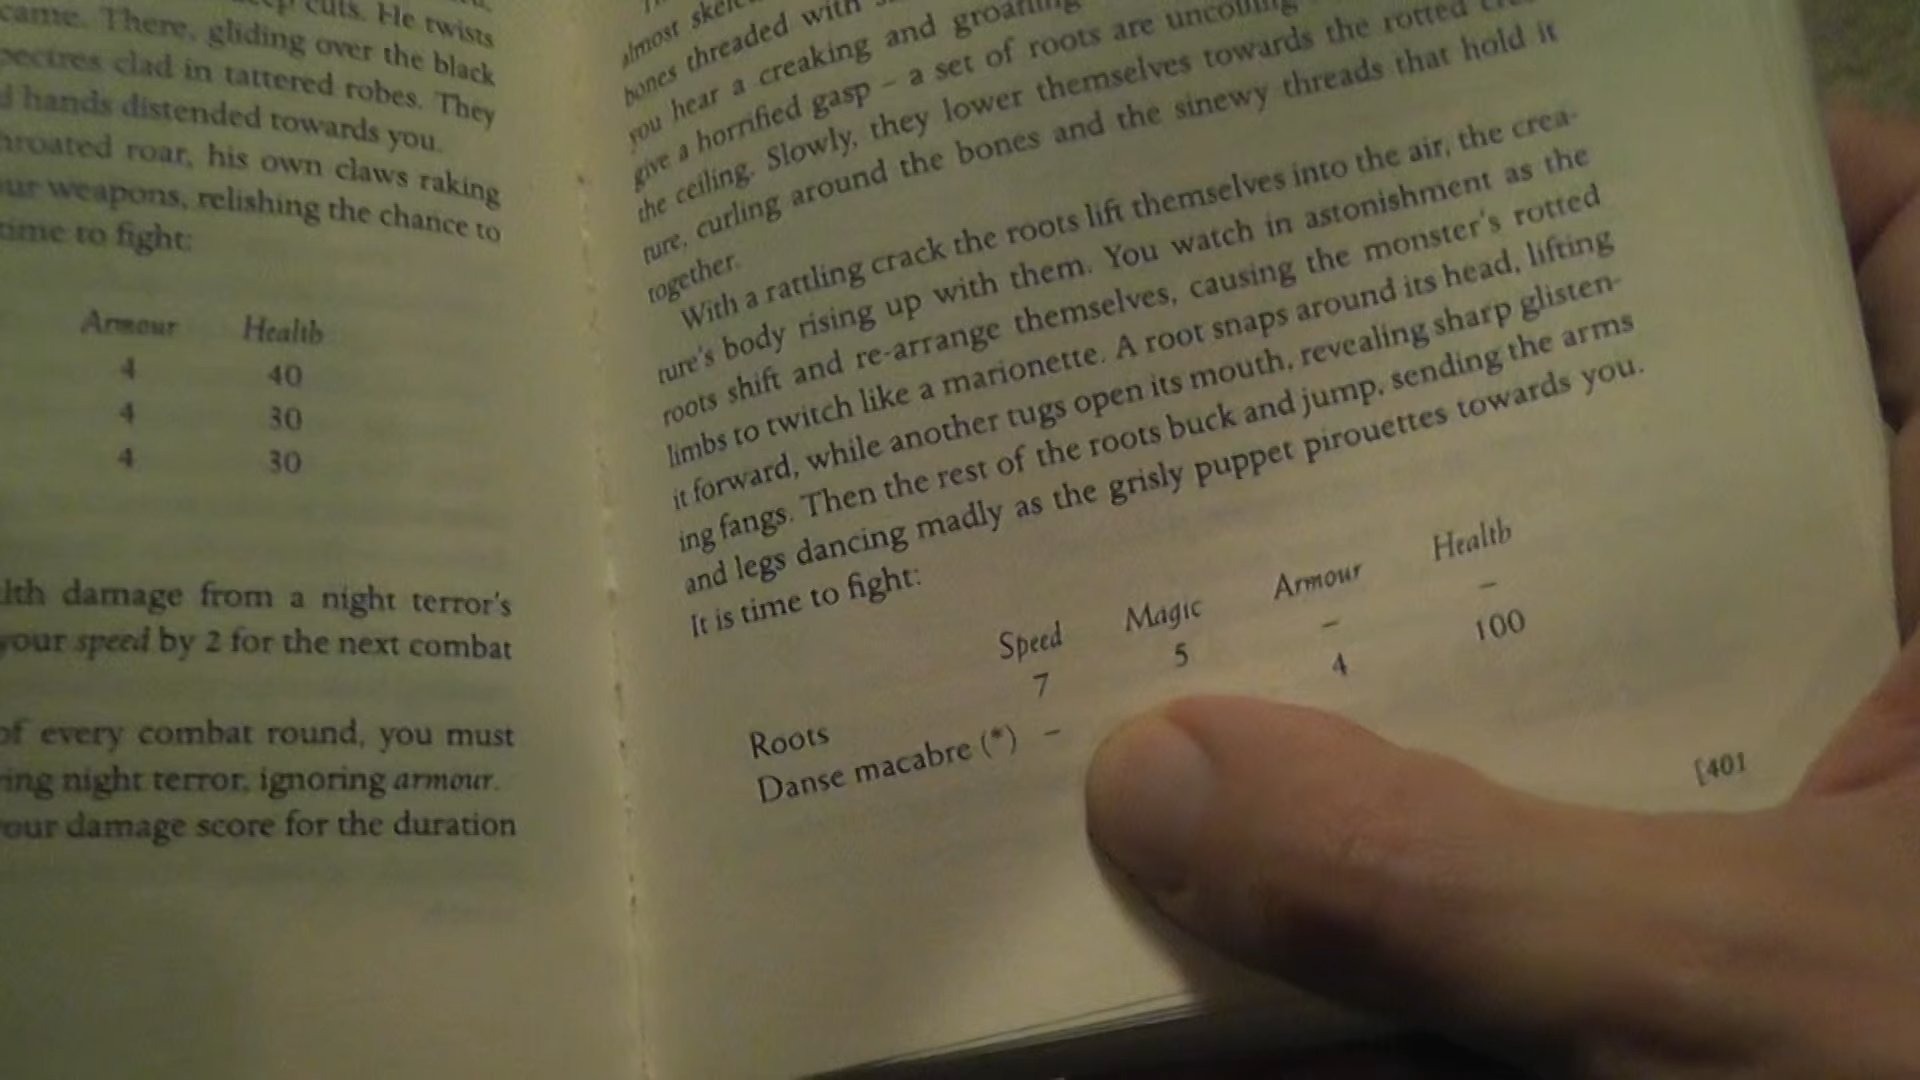 cuts. He twists
came. There, gliding over the black
spectres clad in tattered robes. They
hands distended towards you.
throated roar, his own claws raking
our weapons, relishing the chance to
time to fight:
Armour Health
4 40
4 30
4 30
lth damage from a night terror's
your speed by 2 for the next combat
of every combat round, you must
ing night terror, ignoring armour.
our damage score for the duration
almost
bones threaded with
you hear a creaking and groaning
give a horrified gasp – a set of roots are uncoiling
the ceiling. Slowly, they lower themselves towards the rotted
ture, curling around the bones and the sinewy threads that hold it
together.
With a rattling crack the roots lift themselves into the air, the crea-
ture's body rising up with them. You watch in astonishment as the
roots shift and re-arrange themselves, causing the monster's rotted
limbs to twitch like a marionette. A root snaps around its head, lifting
it forward, while another tugs open its mouth, revealing sharp glisten-
ing fangs. Then the rest of the roots buck and jump, sending the arms
and legs dancing madly as the grisly puppet pirouettes towards you.
It is time to fight:
Speed Magic Armour Health
Roots 7 5 – –
Danse macabre (*) – 4 100
[401